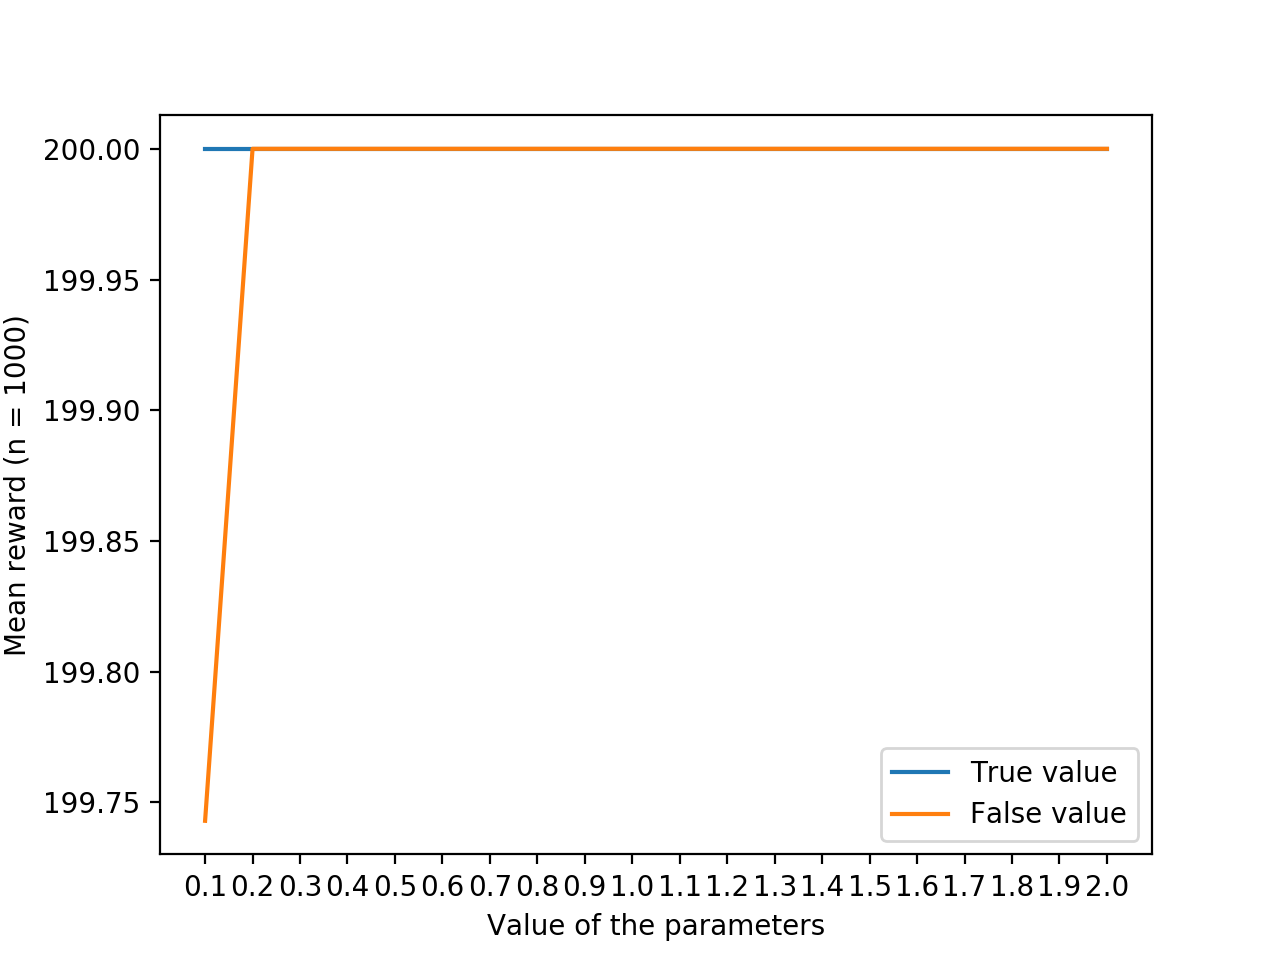 200.00
199.95
199.90
199.85
199.80
199.75
Mean reward (n = 1000)
True value
False value
0.1 0.2 0.3 0.4 0.5 0.6 0.7 0.8 0.9 1.0 1.1 1.2 1.3 1.4 1.5 1.6 1.7 1.8 1.9 2.0
Value of the parameters